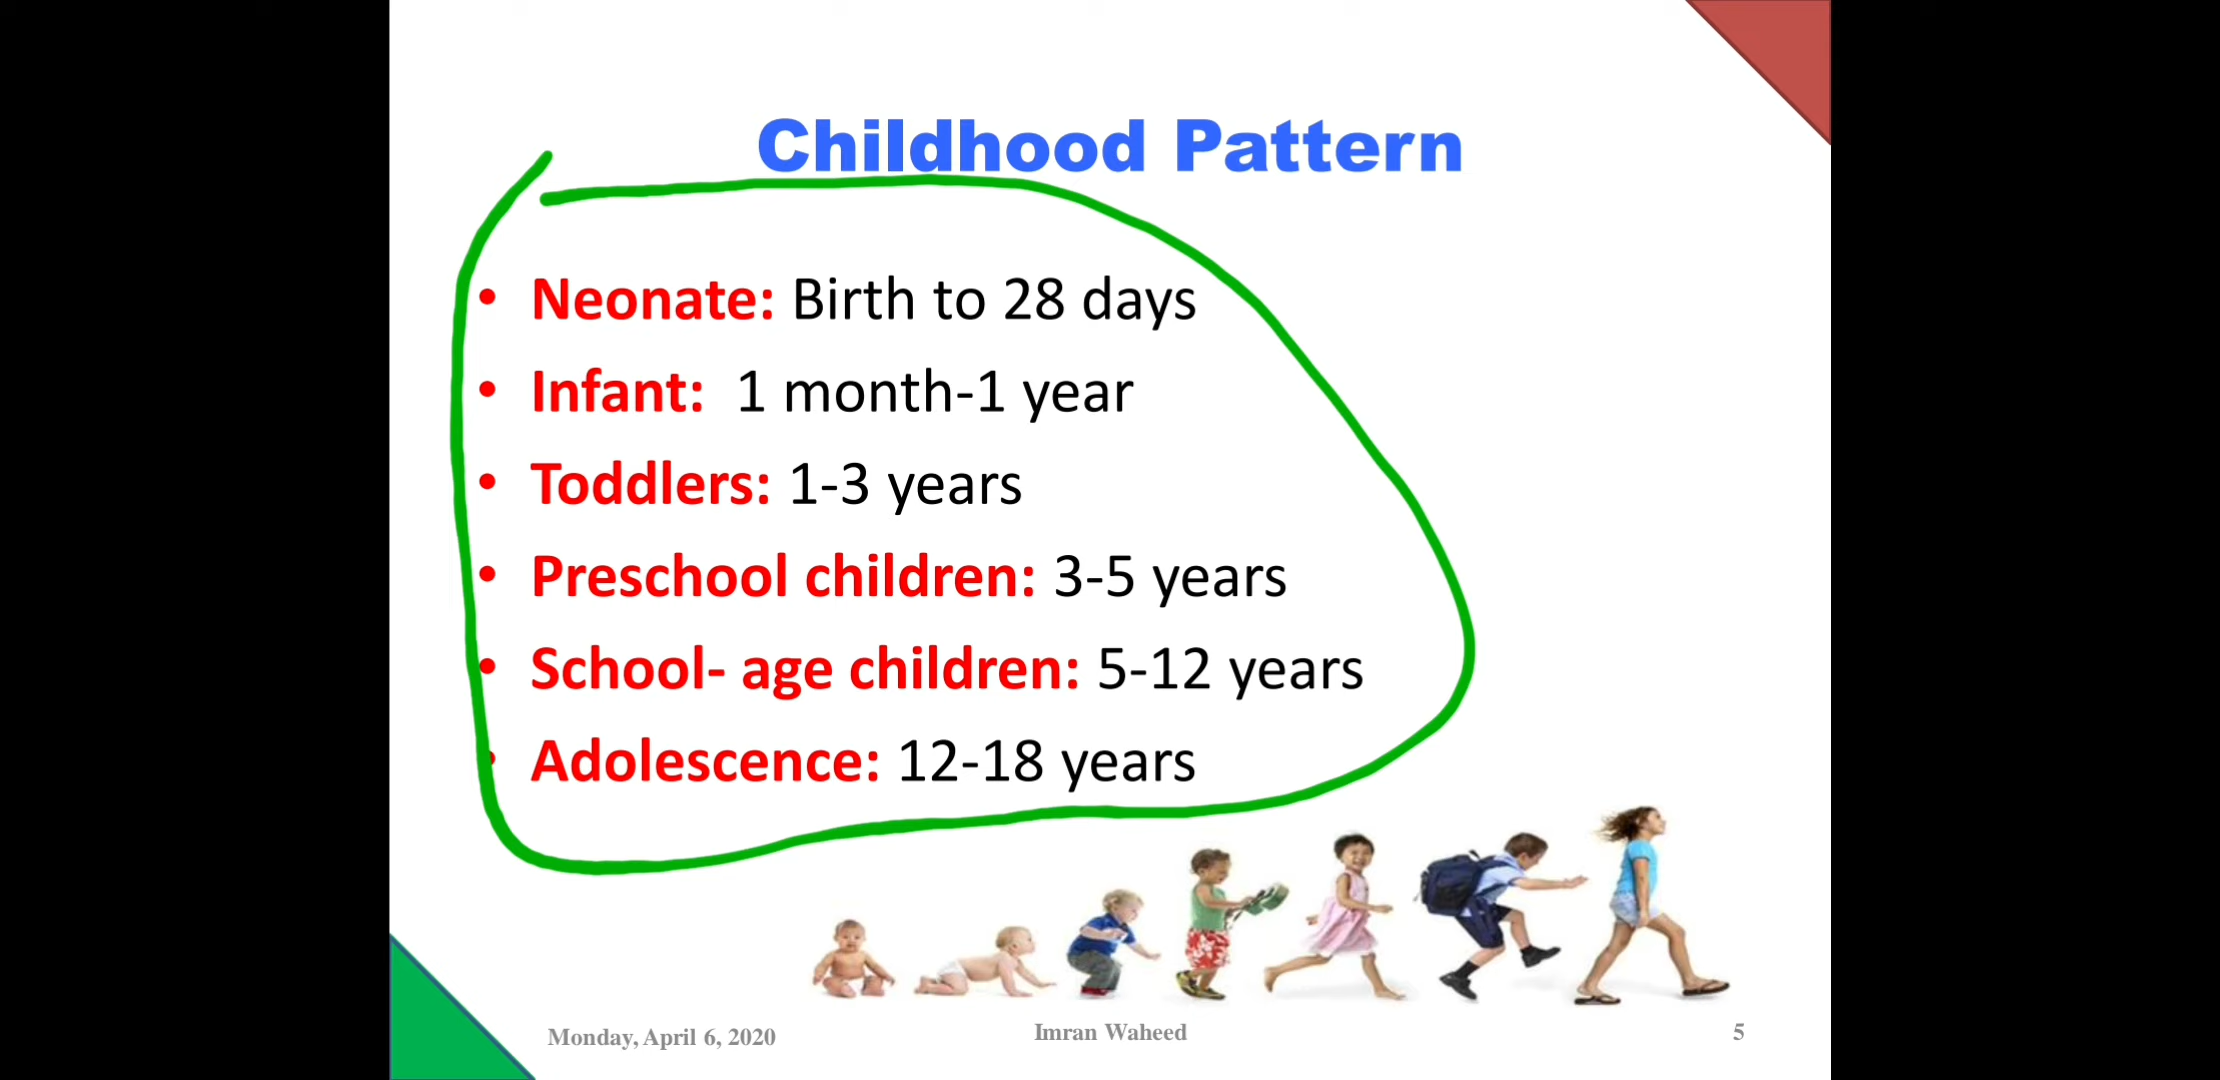 Childhood Pattern
• Neonate: Birth to 28 days
• Infant: 1 month-1 year
• Toddlers: 1-3 years
• Preschool children: 3-5 years
• School- age children: 5-12 years
• Adolescence: 12-18 years
Monday, April 6, 2020
Imran Waheed
5